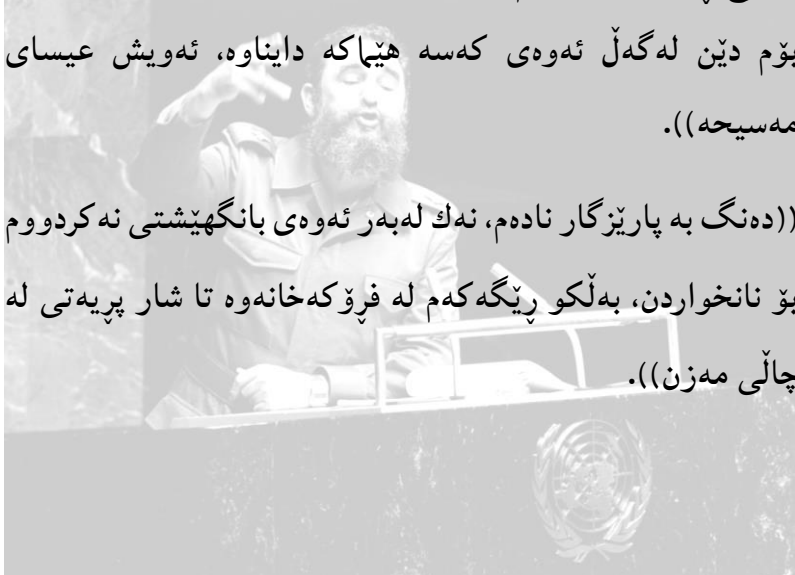 بۆم دێن لەگەڵ ئەوەی کەسە هێماکە دایناوە، ئەویش عیسای
مەسیحە)).
((دەنگ بە پارێزگار نادەم، نەك لەبەر ئەوەی بانگهێشتی نەکردووم
بۆ نانخواردن، بەڵکو ڕێگەکەم لە فڕۆکەخانەوە تا شار پڕیەتی لە
چاڵی مەزن)).